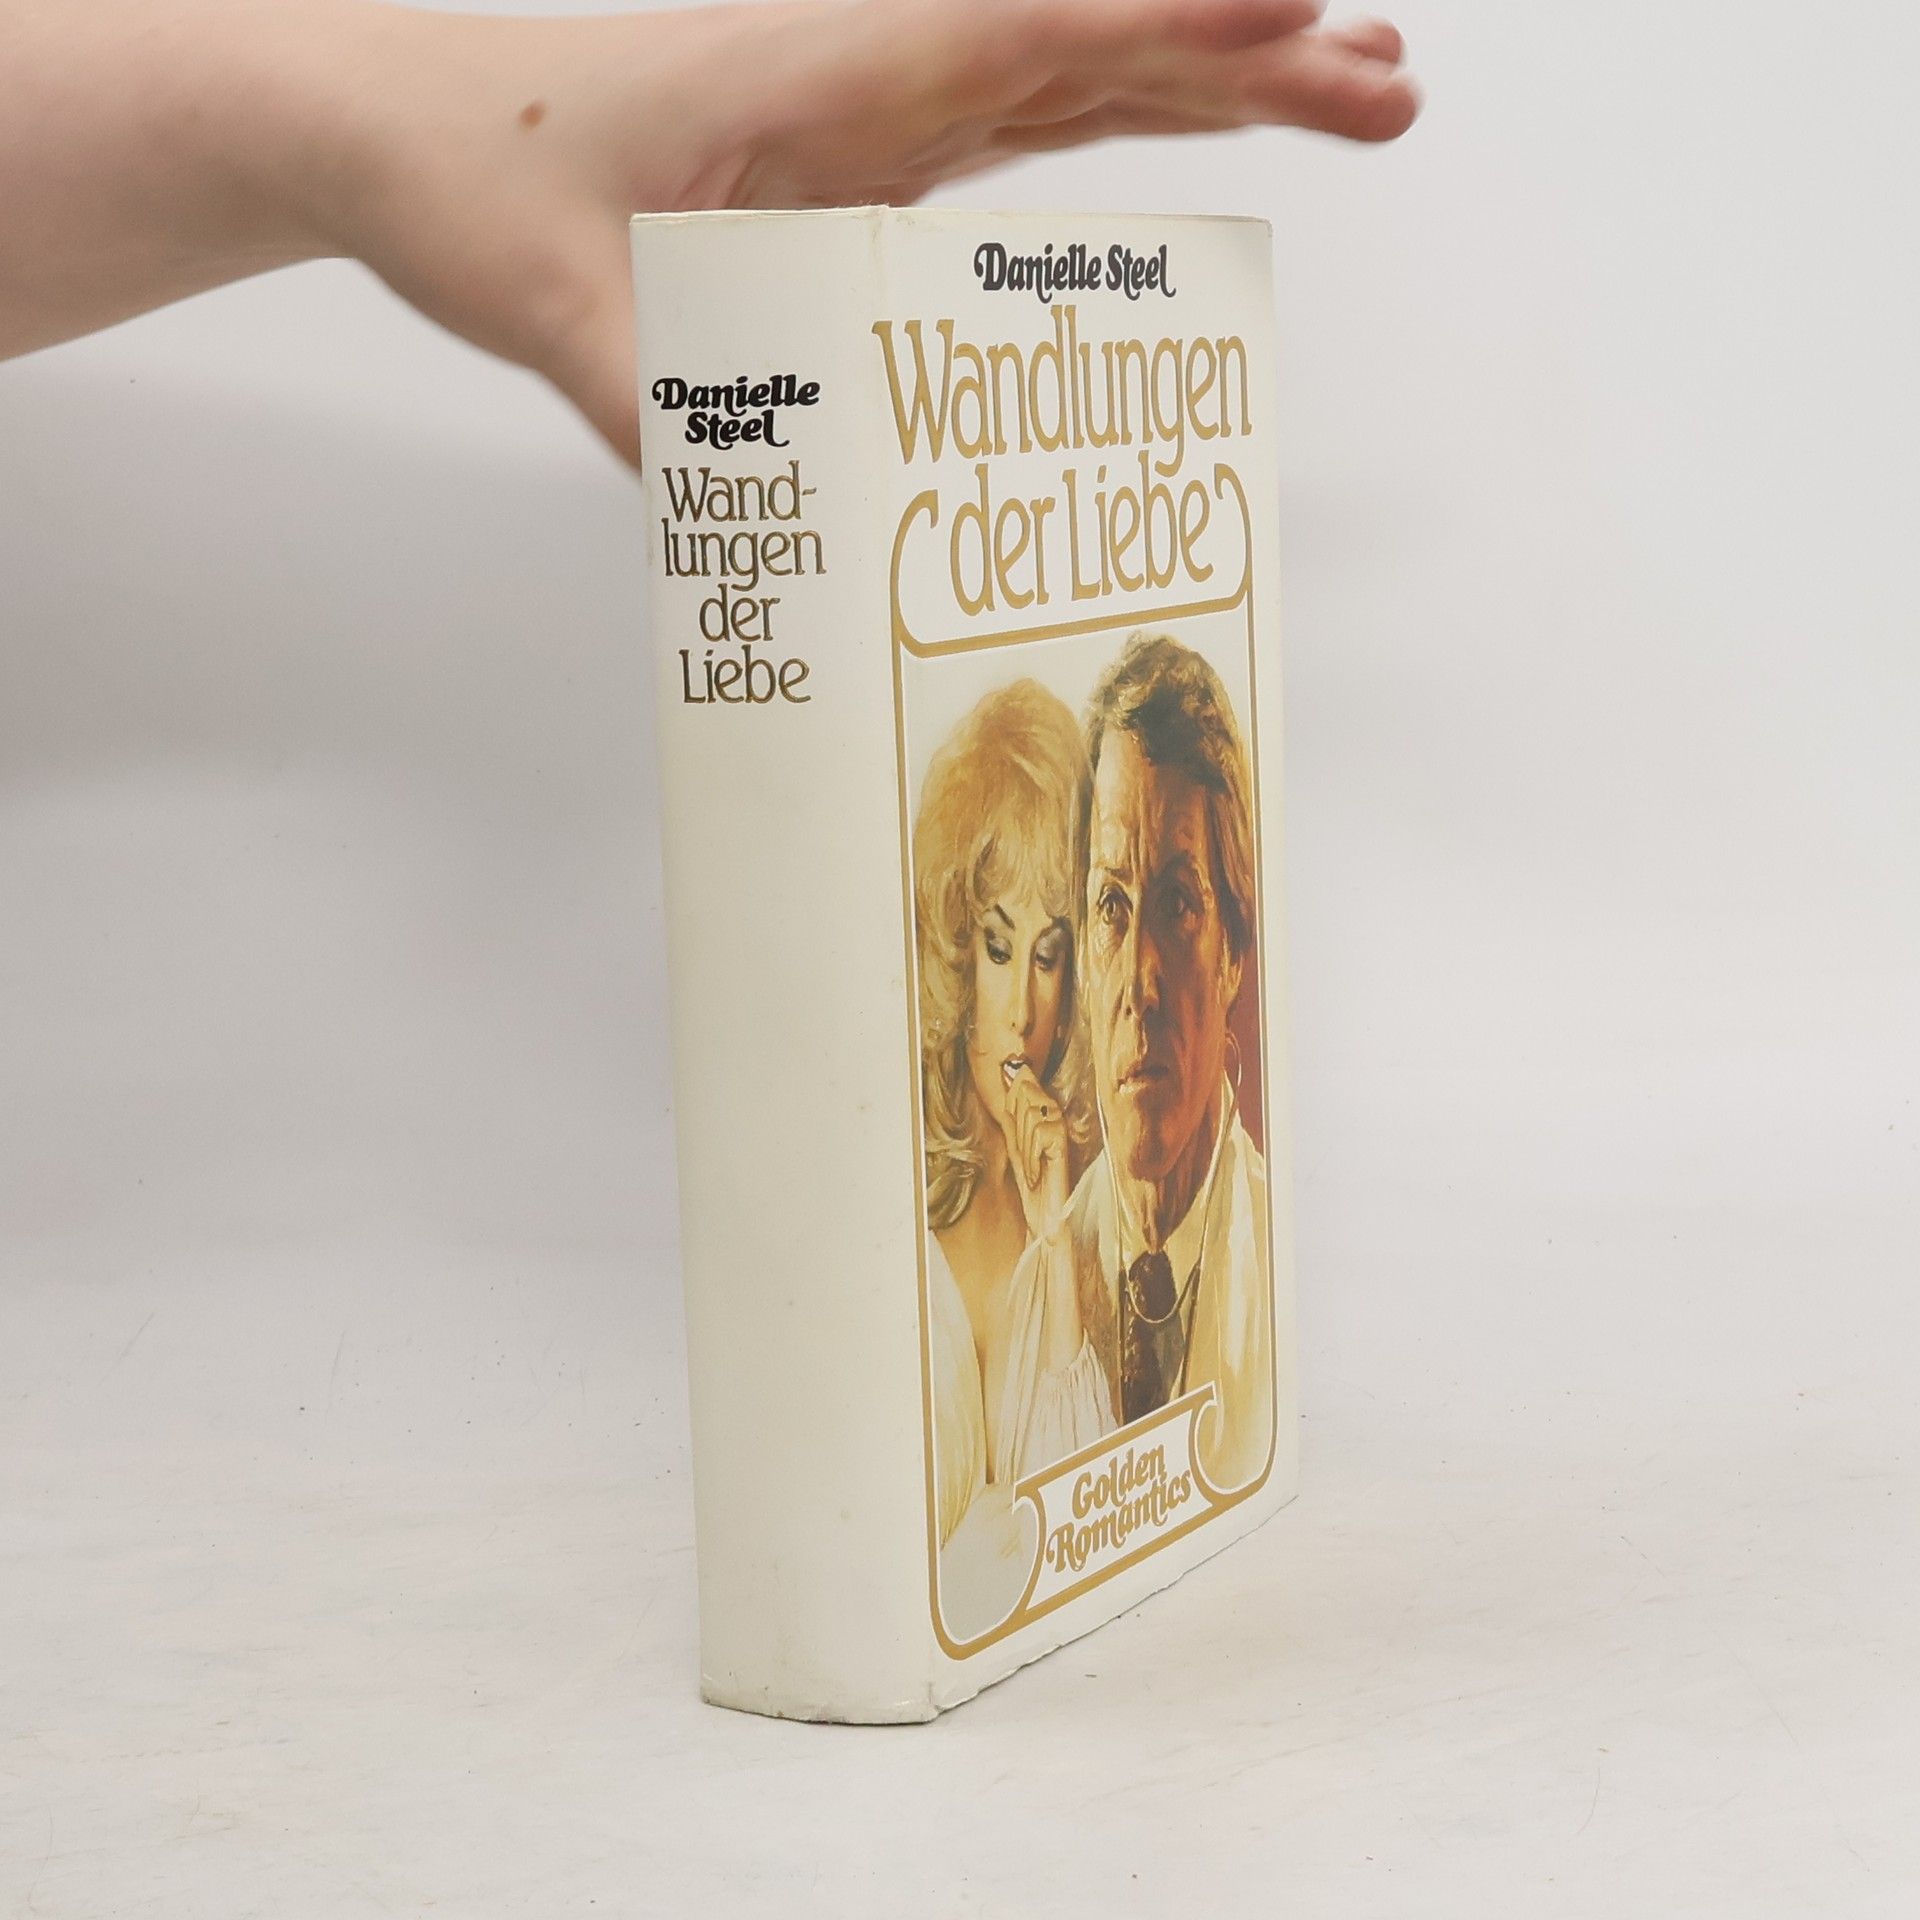 Danielle
Steel
Wand-
lungen
der
Liebe
Danielle Steel
Wandlungen
der Liebe
Golden
Romantics